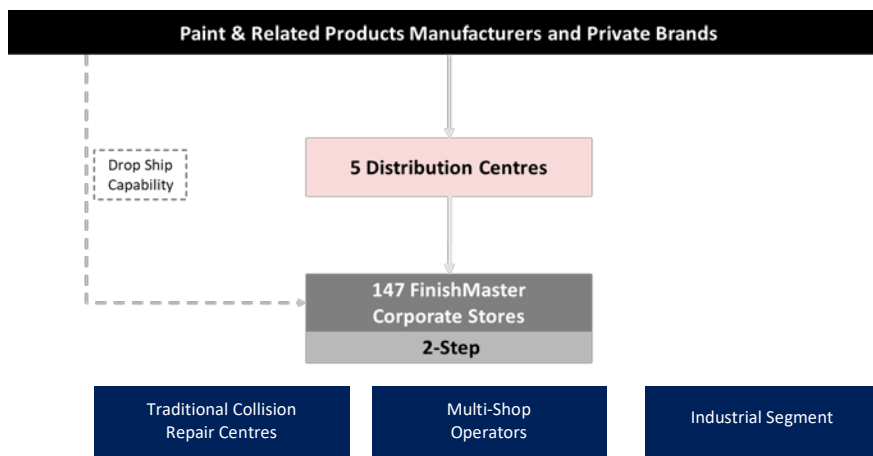 Paint & Related Products Manufacturers and Private Brands
Drop Ship
Capability
5 Distribution Centres
147 FinishMaster
Corporate Stores
2-Step
Traditional Collision
Repair Centres
Multi-Shop
Operators
Industrial Segment